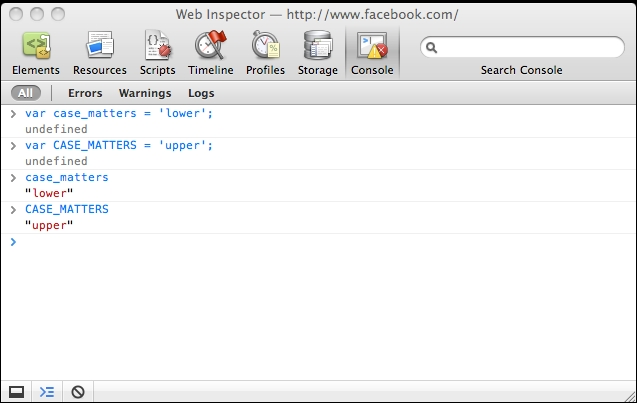 Web Inspector — http://www.facebook.com/
Elements Resources Scripts Timeline Profiles Storage Console Search Console
All Errors Warnings Logs
> var case_matters = 'lower';
undefined
> var CASE_MATTERS = 'upper';
undefined
> case_matters
"lower"
> CASE_MATTERS
"upper"
>